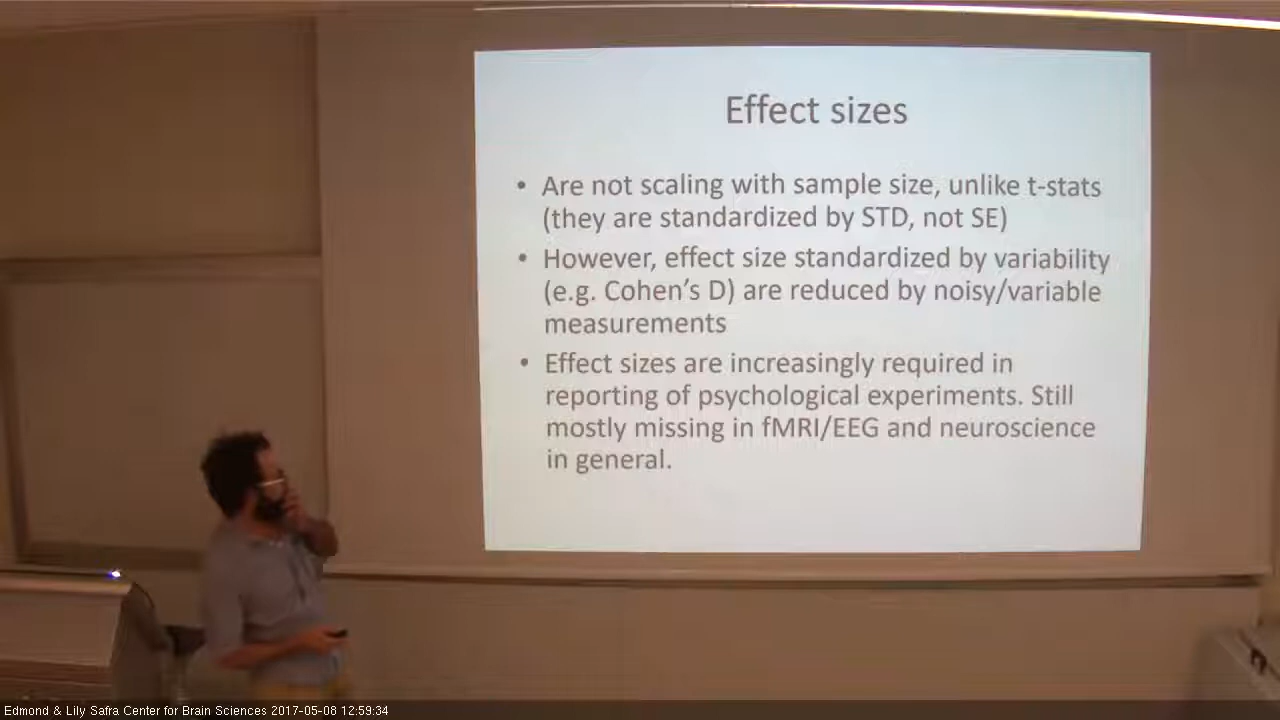 Effect sizes
• Are not scaling with sample size, unlike t-stats
(they are standardized by STD, not SE)
• However, effect size standardized by variability
(e.g. Cohen's D) are reduced by noisy/variable
measurements
• Effect sizes are increasingly required in
reporting of psychological experiments. Still
mostly missing in fMRI/EEG and neuroscience
in general.
Edmond & Lily Safra Center for Brain Sciences 2017-05-08 12:59:34